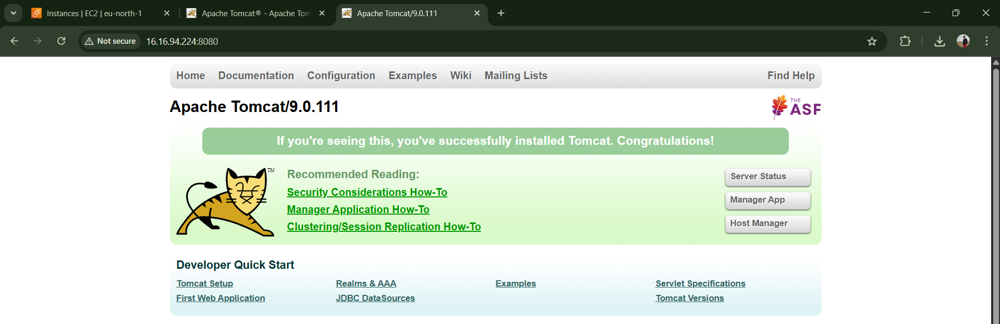 Instances | EC2 | eu-north-1
Apache Tomcat® - Apache Tom
Apache Tomcat/9.0.111
Not secure
16.16.94.224:8080
Home Documentation Configuration Examples Wiki Mailing Lists Find Help
Apache Tomcat/9.0.111
THE
ASF
If you're seeing this, you've successfully installed Tomcat. Congratulations!
TM
Recommended Reading:
Security Considerations How-To
Manager Application How-To
Clustering/Session Replication How-To
Server Status
Manager App
Host Manager
Developer Quick Start
Tomcat Setup
First Web Application
Realms & AAA
JDBC DataSources
Examples
Servlet Specifications
Tomcat Versions